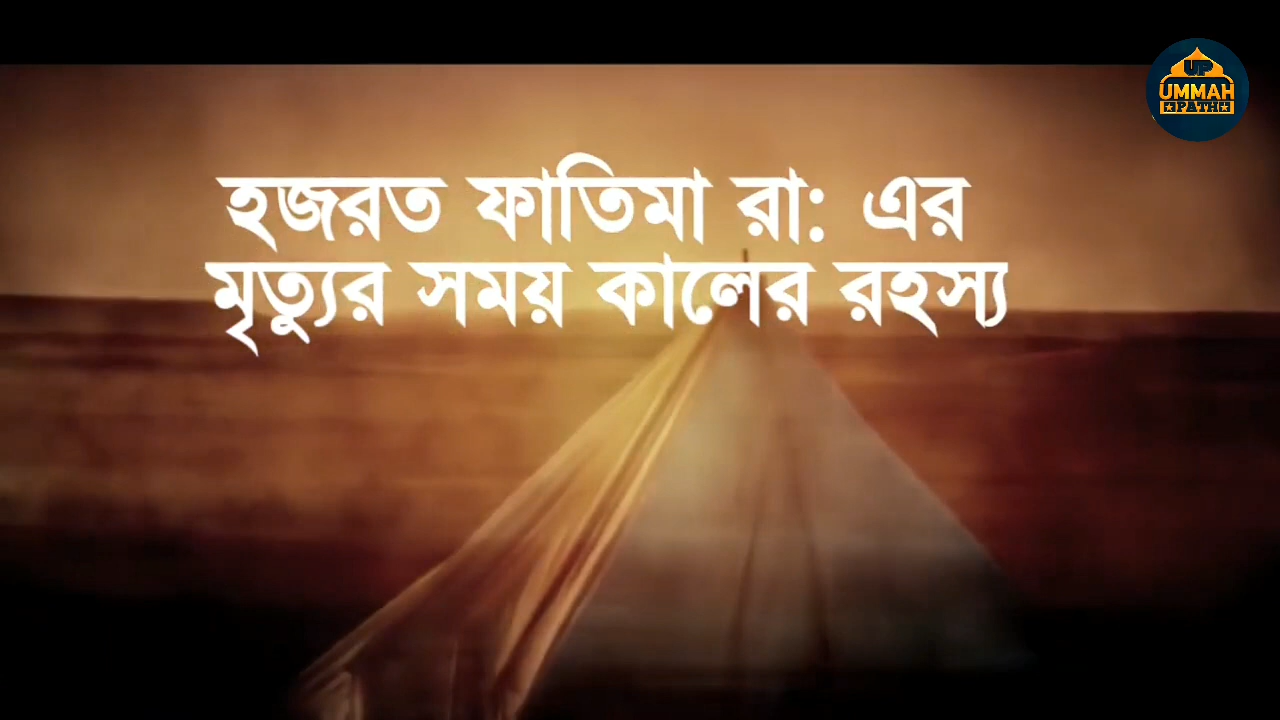 হজরত ফাতিমা রা: এর
মৃত্যুর সময় কালের রহস্য
UP
UMMAH
PATH